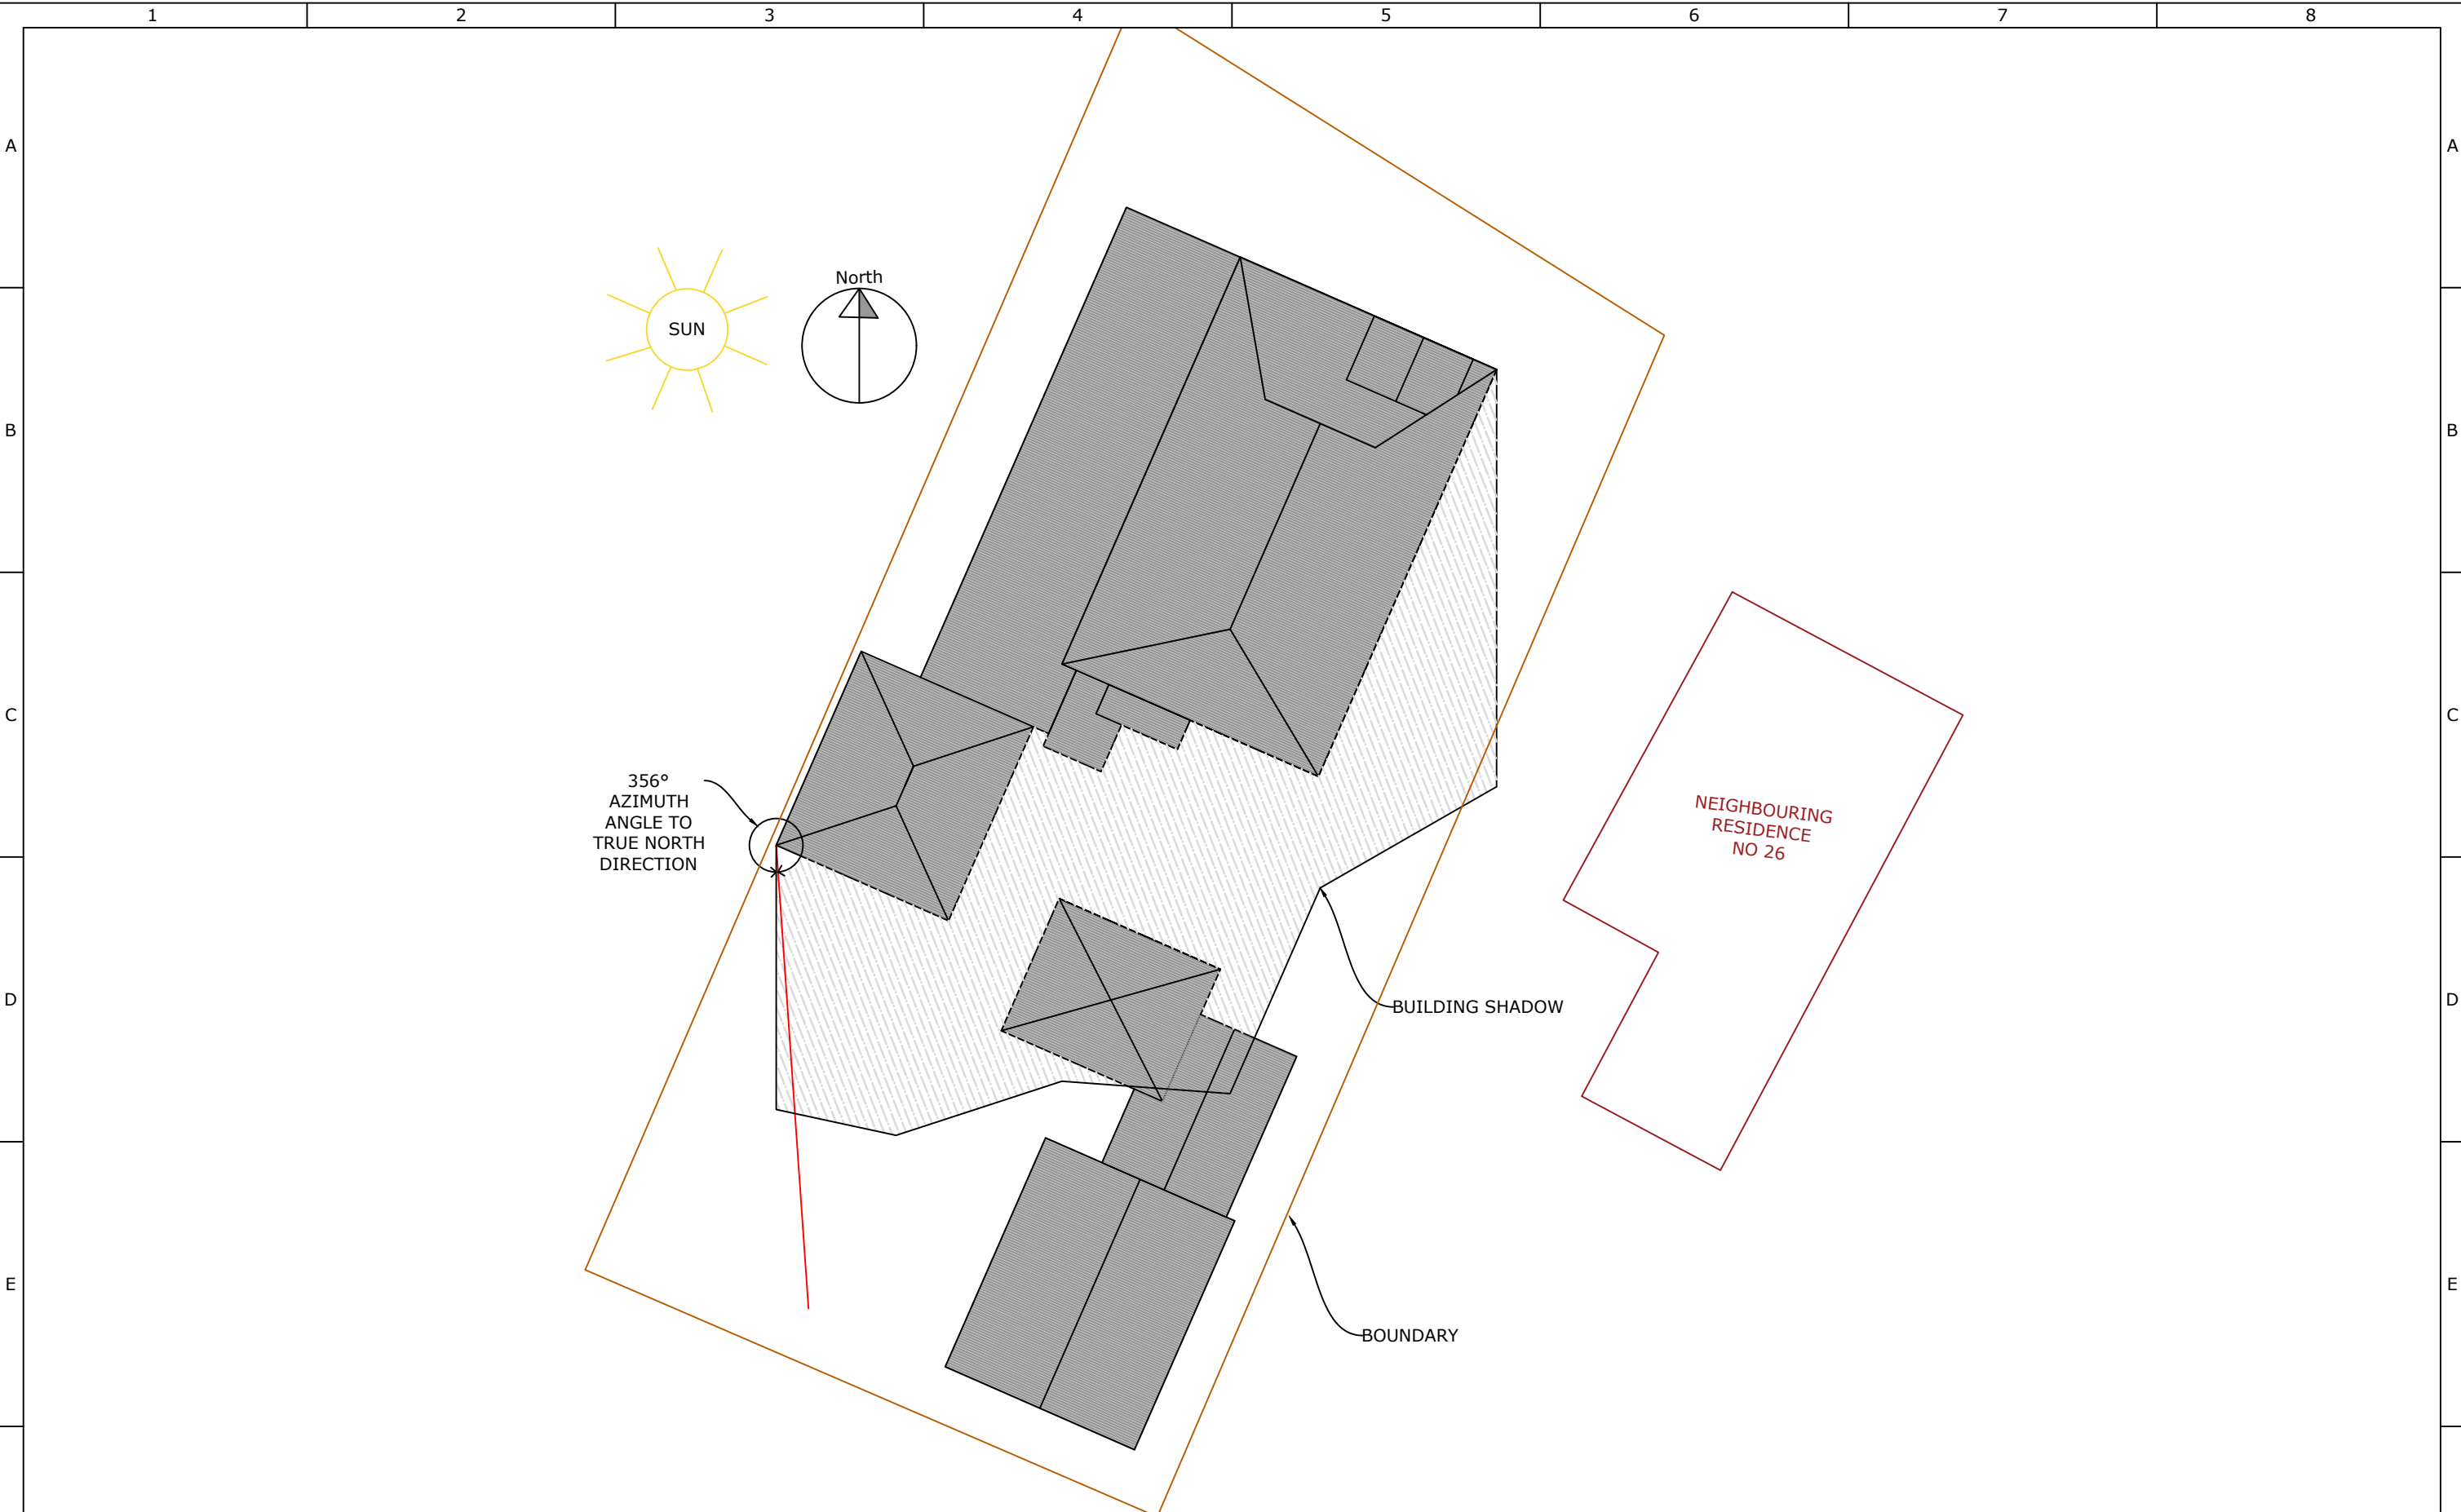 1 2 3 4 5 6 7 8
A A
North
SUN
B B
C C
356°
AZIMUTH
ANGLE TO
TRUE NORTH
DIRECTION
NEIGHBOURING
RESIDENCE
NO 26
D D
BUILDING SHADOW
E E
BOUNDARY